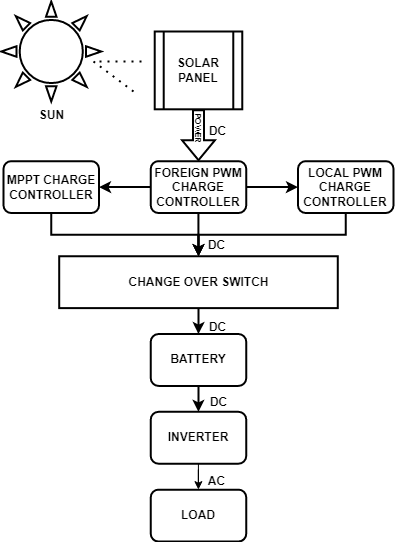 SUN
SOLAR
PANEL
POWER
DC
MPPT CHARGE
CONTROLLER
FOREIGN PWM
CHARGE
CONTROLLER
LOCAL PWM
CHARGE
CONTROLLER
DC
CHANGE OVER SWITCH
DC
BATTERY
DC
INVERTER
AC
LOAD